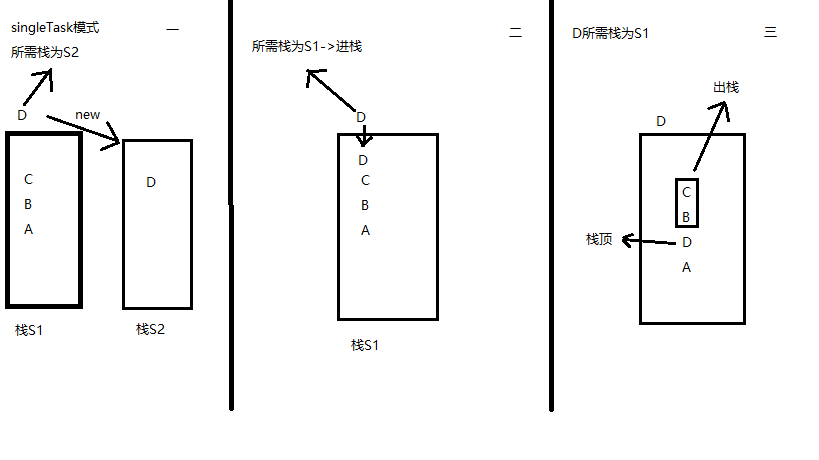 singleTask模式
一
所需栈为S2
D
new
C
B
A
D
栈S1
栈S2
二
所需栈为S1->进栈
D
D
C
B
A
栈S1
D所需栈为S1
三
出栈
D
C
B
栈顶
D
A